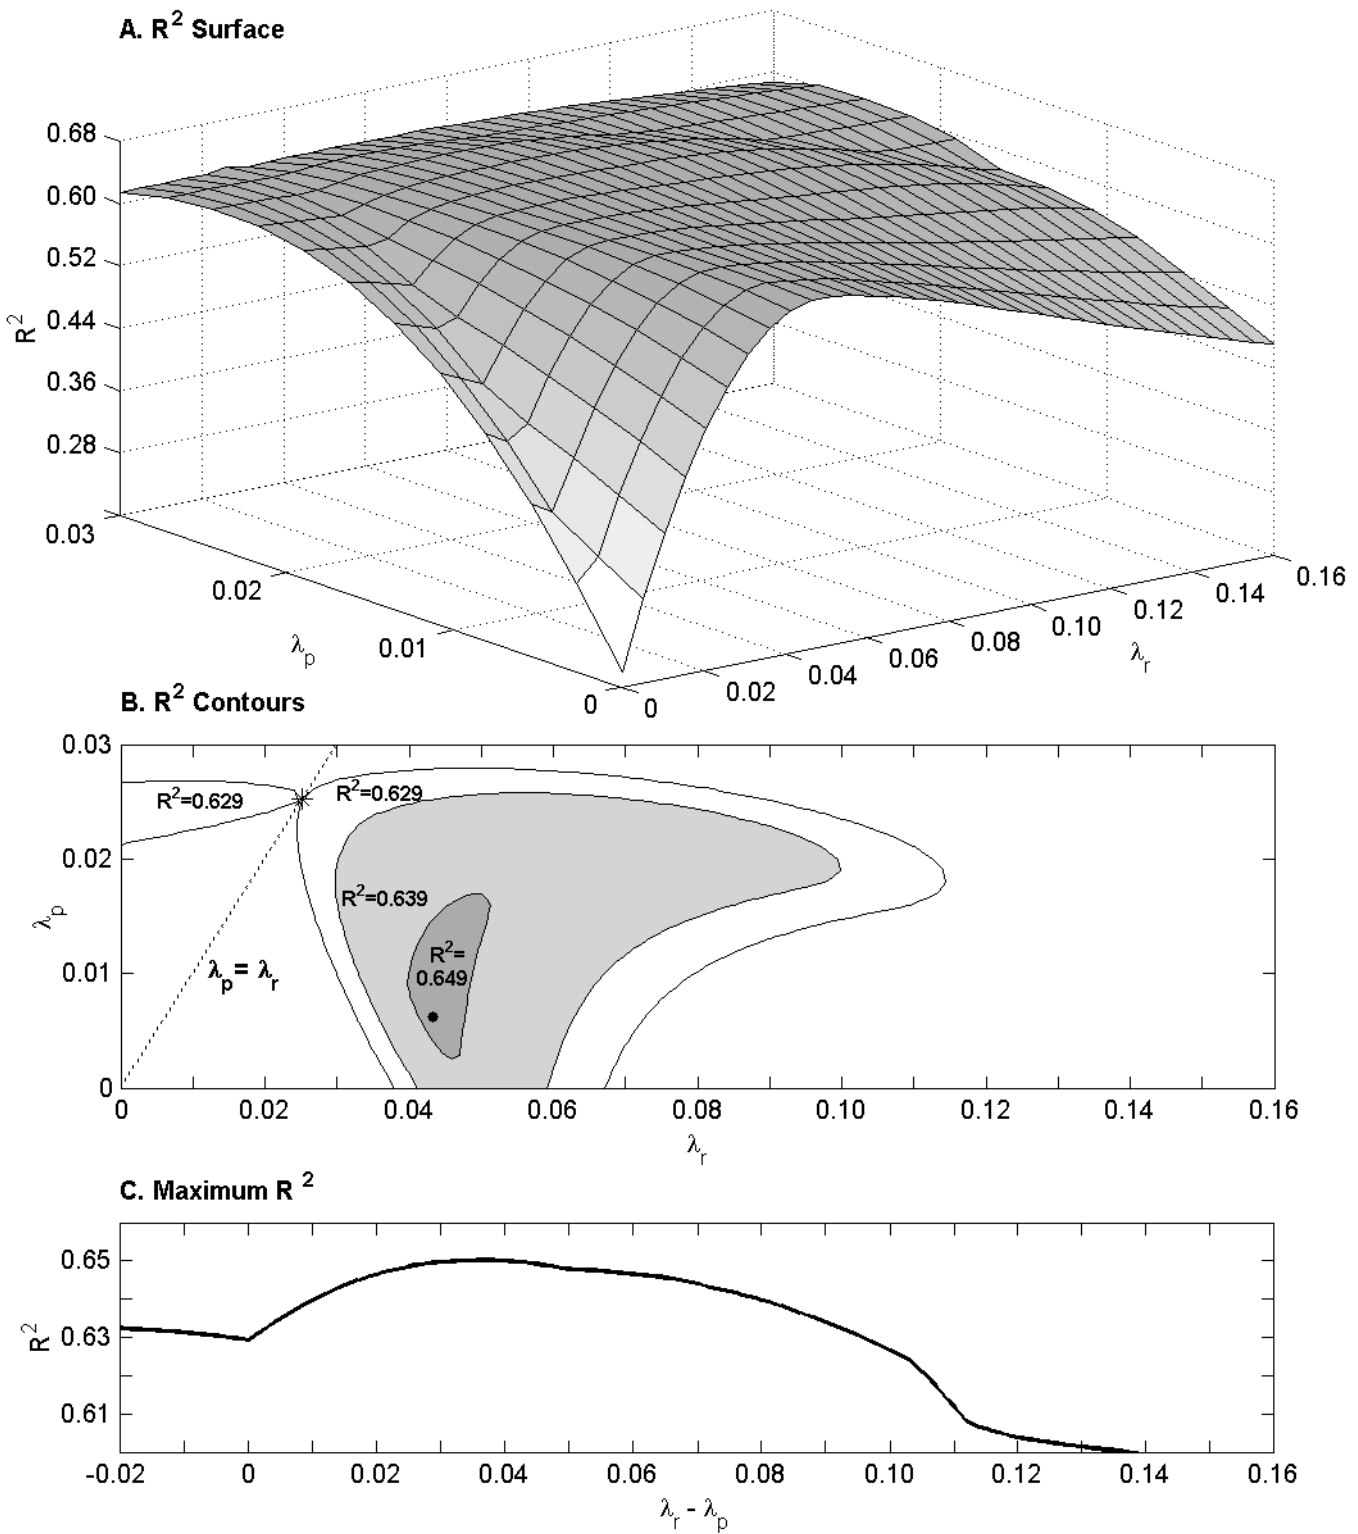 A. R² Surface
0.68
0.60
0.52
0.44
0.36
0.28
R²
0.03
0.02
0.01
0
λp
0
0.02
0.04
0.06
0.08
0.10
0.12
0.14
0.16
λr
B. R² Contours
0.03
0.02
0.01
0
λp
R²=0.629
R²=0.629
R²=0.639
R²=
0.649
λp= λr
0 0.02 0.04 0.06 0.08 0.10 0.12 0.14 0.16
λr
C. Maximum R ²
0.65
0.63
0.61
R²
-0.02 0 0.02 0.04 0.06 0.08 0.10 0.12 0.14 0.16
λr - λp